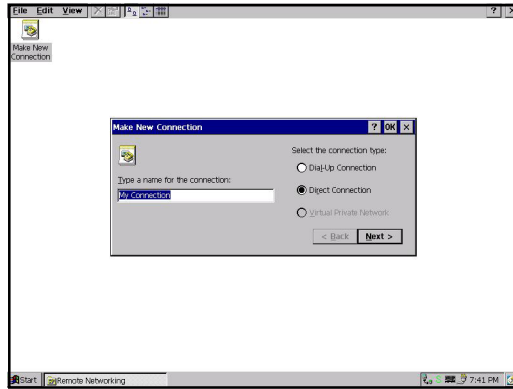 File Edit View ? ×
Make New
Connection
Make New Connection ? OK ×
Select the connection type:
Dial-Up Connection
Type a name for the connection:
My Connection
Direct Connection
Virtual Private Network
< Back Next >
Start Remote Networking 7:41 PM